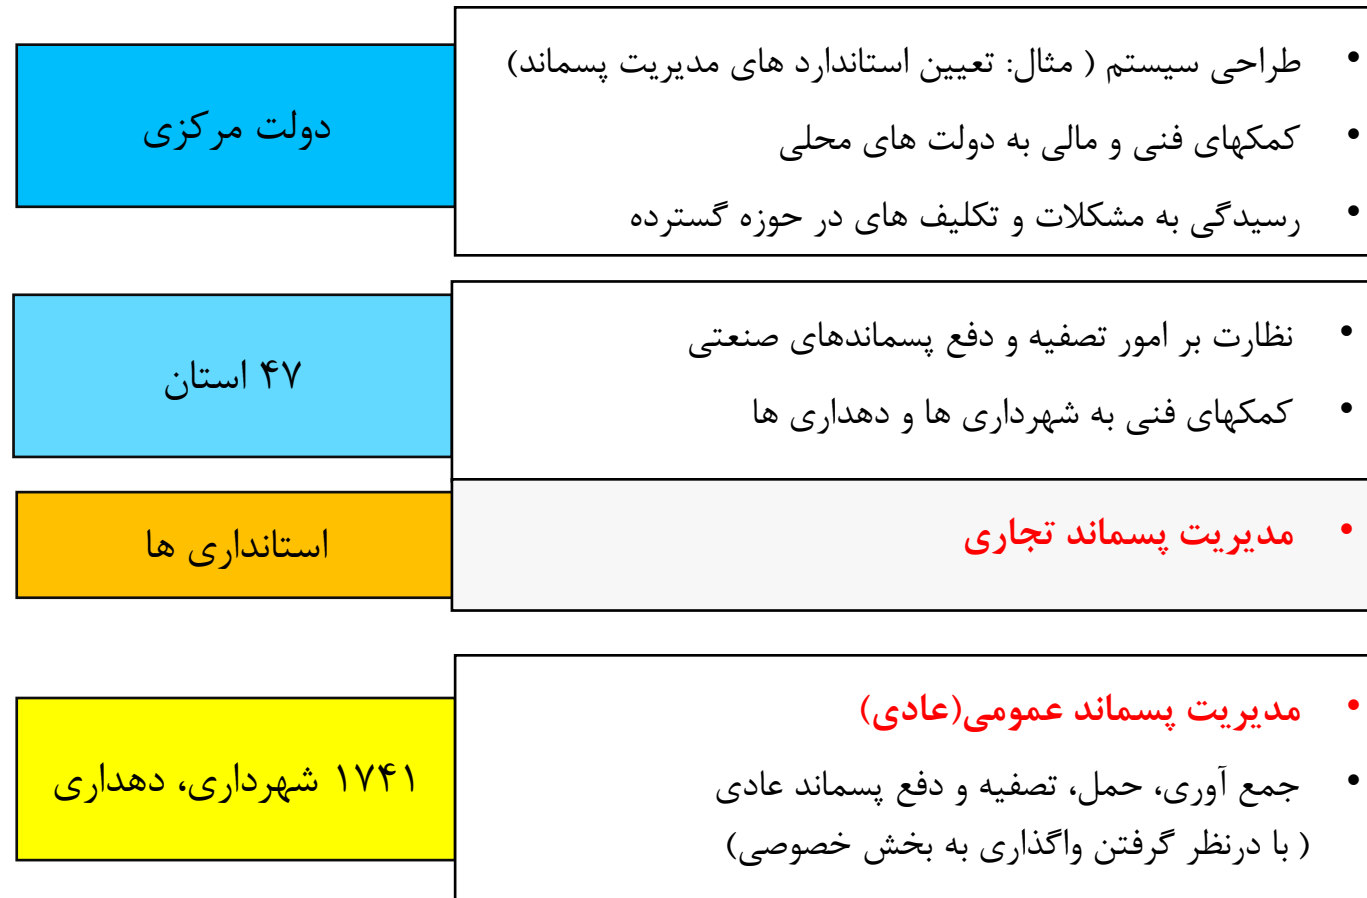 دولت مرکزی
• طراحی سیستم ( مثال: تعیین استاندارد های مدیریت پسماند)
• کمکهای فنی و مالی به دولت های محلی
• رسیدگی به مشکلات و تکلیف های در حوزه گسترده
۴۷ استان
• نظارت بر امور تصفیه و دفع پسماندهای صنعتی
• کمکهای فنی به شهرداری ها و دهداری ها
استانداری ها
• مدیریت پسماند تجاری
۱۷۴۱ شهرداری، دهداری
• مدیریت پسماند عمومی(عادی)
• جمع آوری، حمل، تصفیه و دفع پسماند عادی
( با درنظر گرفتن واگذاری به بخش خصوصی)